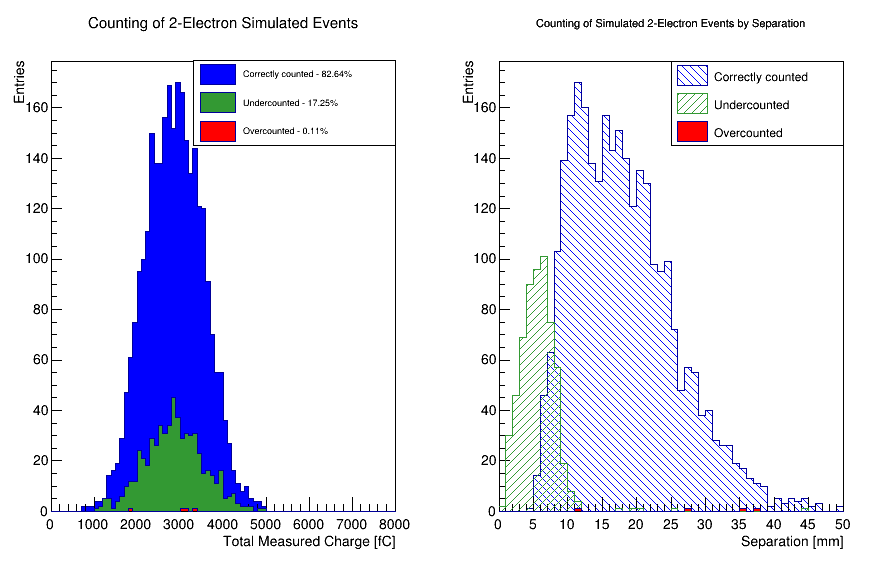 Counting of 2-Electron Simulated Events
Entries
160
140
120
100
80
60
40
20
0
Correctly counted - 82.64%
Undercounted - 17.25%
Overcounted - 0.11%
0 1000 2000 3000 4000 5000 6000 7000 8000
Total Measured Charge [fC]
Counting of Simulated 2-Electron Events by Separation
Entries
160
140
120
100
80
60
40
20
0
Correctly counted
Undercounted
Overcounted
0 5 10 15 20 25 30 35 40 45 50
Separation [mm]